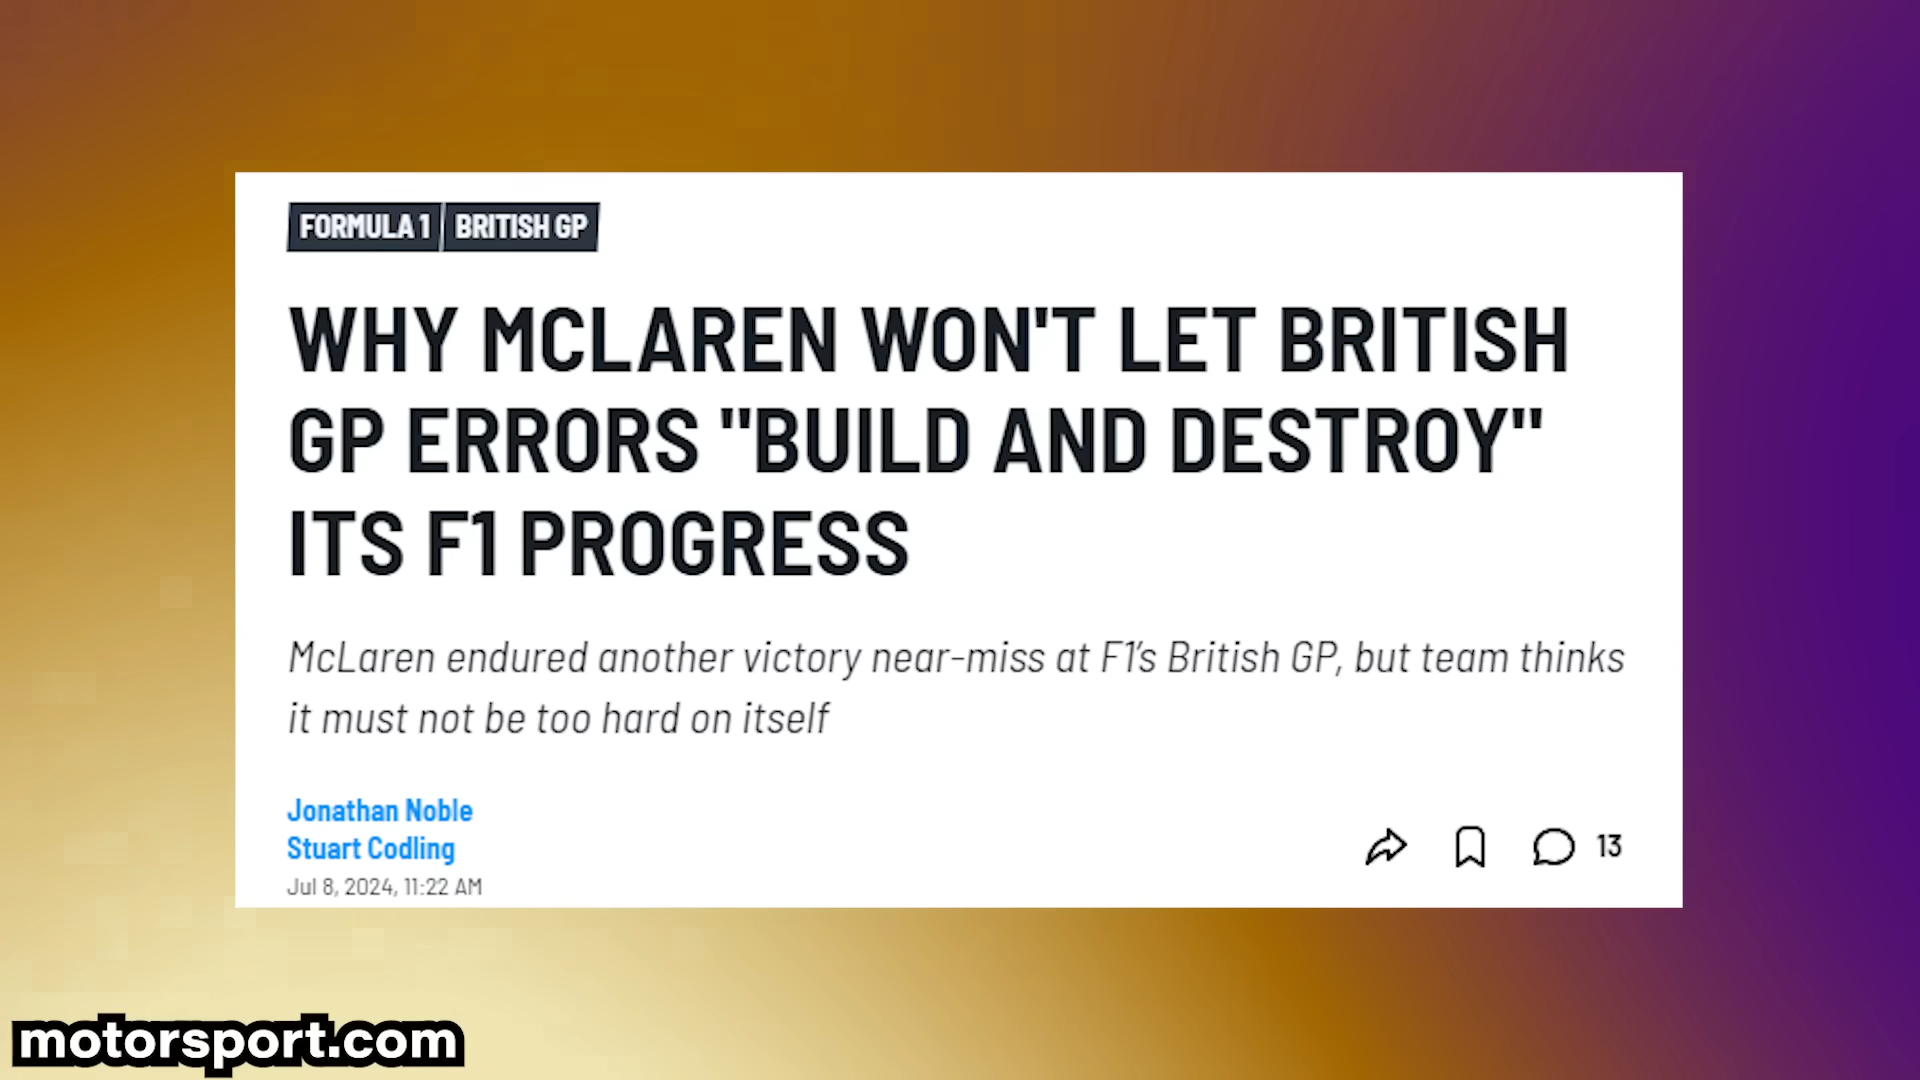 FORMULA 1 BRITISH GP
WHY MCLAREN WON'T LET BRITISH
GP ERRORS "BUILD AND DESTROY"
ITS F1 PROGRESS
McLaren endured another victory near-miss at F1’s British GP, but team thinks
it must not be too hard on itself
Jonathan Noble
Stuart Codling
13
Jul 8, 2024, 11:22 AM
motorsport.com